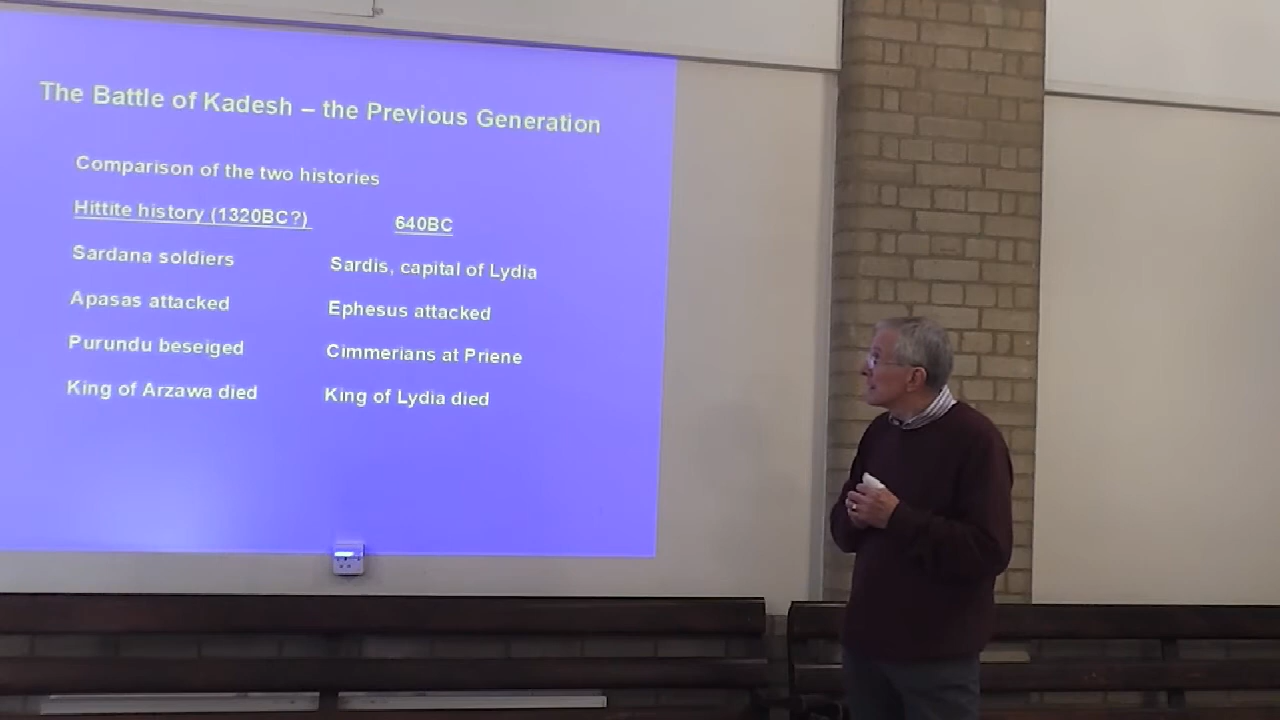 The Battle of Kadesh – the Previous Generation
Comparison of the two histories
Hittite history (1320BC?) 640BC
Sardana soldiers Sardis, capital of Lydia
Apasas attacked Ephesus attacked
Purundu beseiged Cimmerians at Priene
King of Arzawa died King of Lydia died